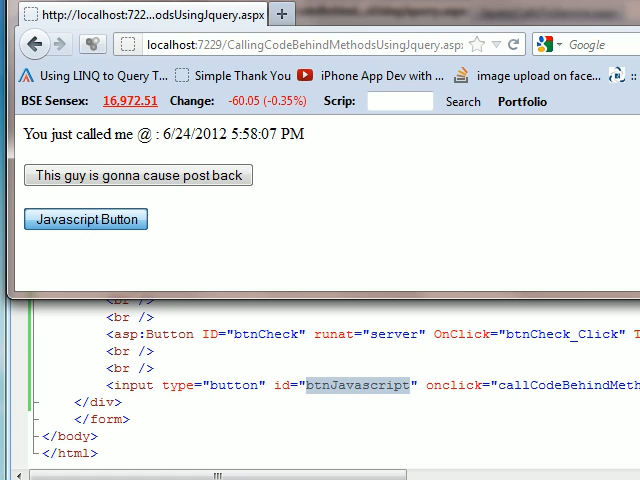 http://localhost:722...odsUsingJquery.aspx
localhost:7229/CallingCodeBehindMethodsUsingJquery.aspx
Google
Using LINQ to Query T... Simple Thank You iPhone App Dev with ... image upload on face... ::
BSE Sensex: 16,972.51 Change: -60.05 (-0.35%) Scrip: Search Portfolio
You just called me @ : 6/24/2012 5:58:07 PM
This guy is gonna cause post back
Javascript Button
<br />
<br />
<asp:Button ID="btnCheck" runat="server" OnClick="btnCheck_Click" T
<br />
<br />
<input type="button" id="btnJavascript" onclick="callCodeBehindMeth
</div>
</form>
</body>
</html>